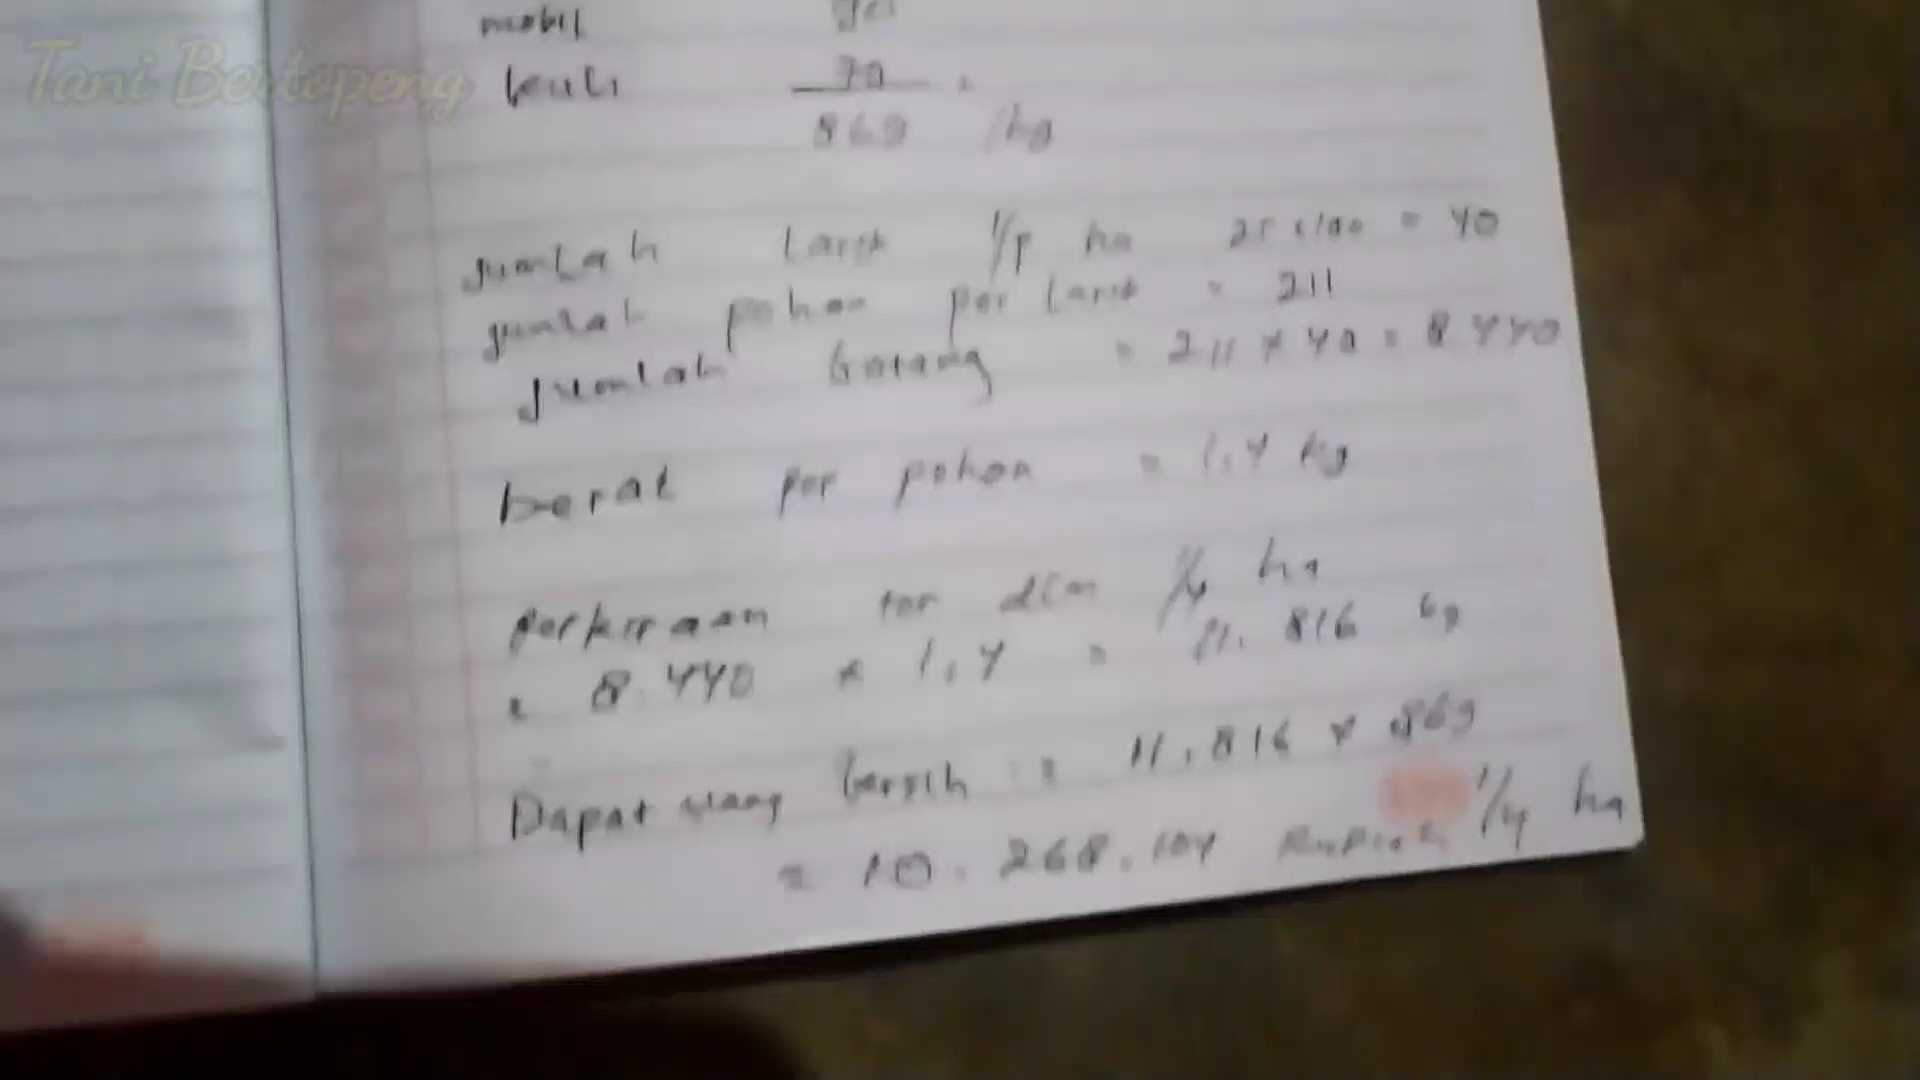 Tani Bertopeng
mobil
kuli 70
869 /kg
jumlah larik 1/4 ha 25 x 100 = 40
jumlah pohon per larik = 211
Jumlah batang = 211 x 40 = 8.440
berat per pohon = 1,4 kg
perkiraan ton dlm 1/4 ha
= 8.440 x 1,4 = 11.816 kg
Dapat uang bersih = 11.816 x 869
= 10.268.104 Rupiah 1/4 ha